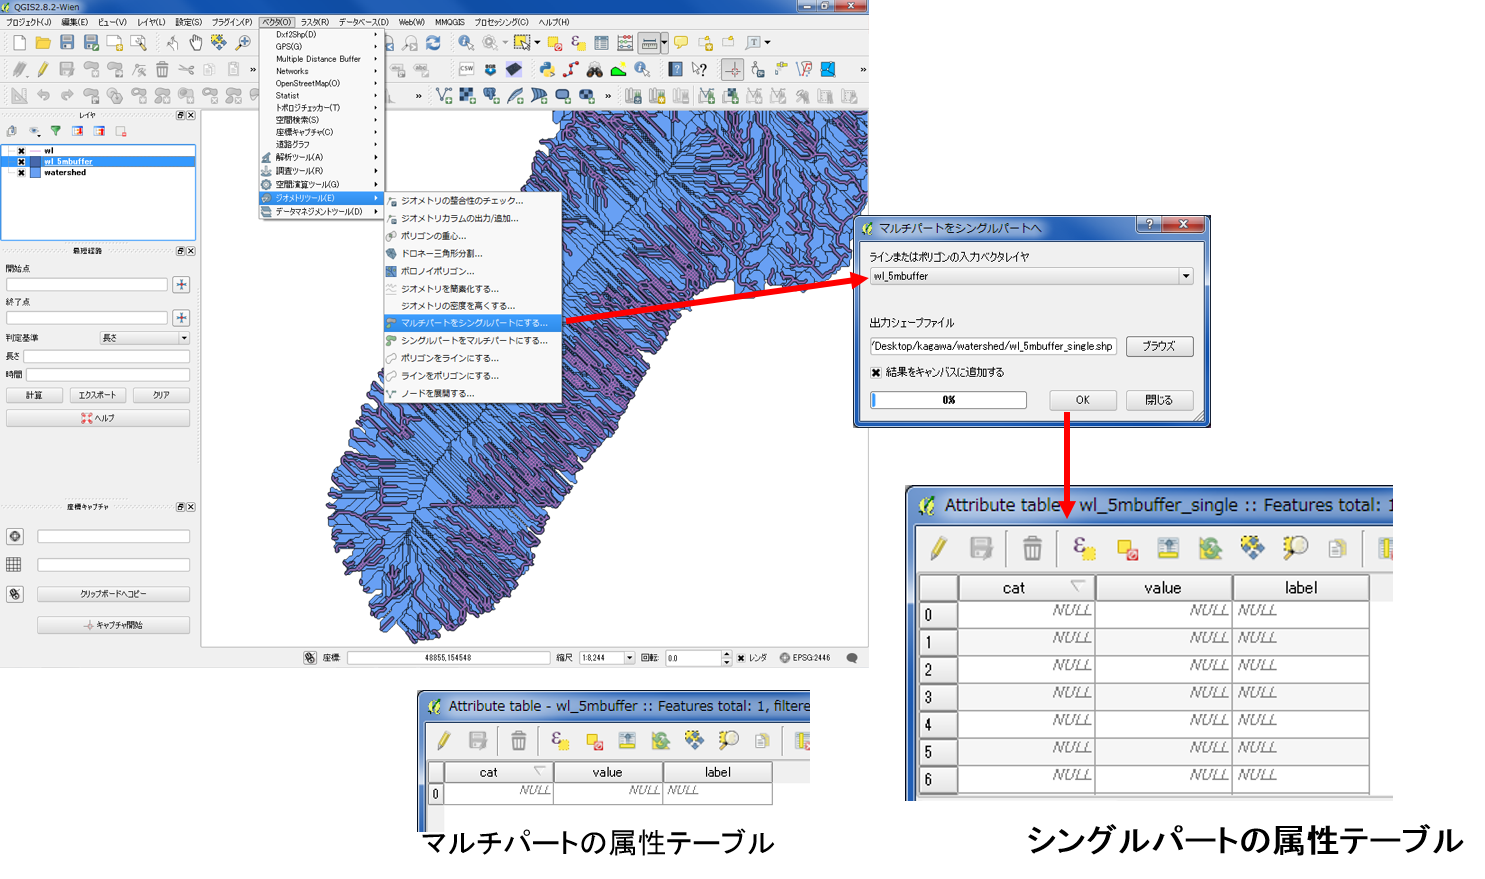 QGIS2.8.2-Wien
プロジェクト(J) 編集(E) ビュー(V) レイヤ(L) 設定(S) プラグイン(P) ベクタ(O) ラスタ(R) データベース(D) Web(W) MMQGIS プロセッシング(C) ヘルプ(H)
Dxf2Shp(D)
GPS(G)
Multiple Distance Buffer
Networks
OpenStreetMap(O)
Statist
トポロジチェッカー(T)
空間検索(S)
座標キャプチャ(C)
道路グラフ
解析ツール(A)
調査ツール(R)
空間演算ツール(G)
ジオメトリツール(E)
データマネジメントツール(D)
ジオメトリの整合性のチェック...
ジオメトリカラムの出力/追加...
ポリゴンの重心...
ドロネー三角形分割...
ボロノイポリゴン...
ジオメトリを簡素化する...
ジオメトリの密度を高くする...
マルチパートをシングルパートにする...
シングルパートをマルチパートにする...
ポリゴンをラインにする...
ラインをポリゴンにする...
ノードを展開する...
CSW
レイヤ
wl
wl_5mbuffer
watershed
最短経路
開始点
終了点
判定基準 長さ
長さ
時間
計算 エクスポート クリア
ヘルプ
座標キャプチャ
クリップボードへコピー
キャプチャ開始
座標: 48855,154548 縮尺 1:8,244 回転: 0.0 レンダ EPSG:2446
マルチパートをシングルパートへ
ラインまたはポリゴンの入力ベクタレイヤ
wl_5mbuffer
出力シェープファイル
/Desktop/kagawa/watershed/wl_5mbuffer_single.shp ブラウズ
結果をキャンバスに追加する
0% OK 閉じる
Attribute table - wl_5mbuffer_single :: Features total: 1
cat value label
0 NULL NULL NULL
1 NULL NULL NULL
2 NULL NULL NULL
3 NULL NULL NULL
4 NULL NULL NULL
5 NULL NULL NULL
6 NULL NULL NULL
シングルパートの属性テーブル
Attribute table - wl_5mbuffer :: Features total: 1, filtere
cat value label
0 NULL NULL NULL
マルチパートの属性テーブル